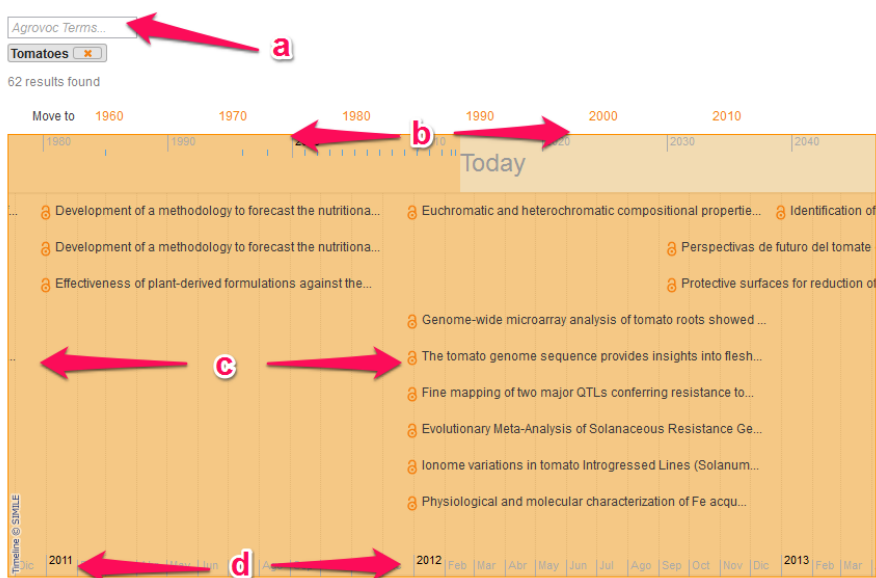 Agrovoc Terms...
a
Tomatoes
62 results found
Move to 1960 1970 1980 1990 2000 2010
b
1980 1990 10 20 2030 2040
Today
... Development of a methodology to forecast the nutritiona... Euchromatic and heterochromatic compositional propertie... Identification of
Development of a methodology to forecast the nutritiona... Perspectivas de futuro del tomate
Effectiveness of plant-derived formulations against the... Protective surfaces for reduction of
Genome-wide microarray analysis of tomato roots showed ...
... c The tomato genome sequence provides insights into flesh...
Fine mapping of two major QTLs conferring resistance to...
Evolutionary Meta-Analysis of Solanaceous Resistance Ge...
Ionome variations in tomato Introgressed Lines (Solanum...
Physiological and molecular characterization of Fe acqu...
Timeline © SIMILE
Dic 2011 d 2012 Feb Mar Abr May Jun Jul Ago Sep Oct Nov Dic 2013 Feb Mar